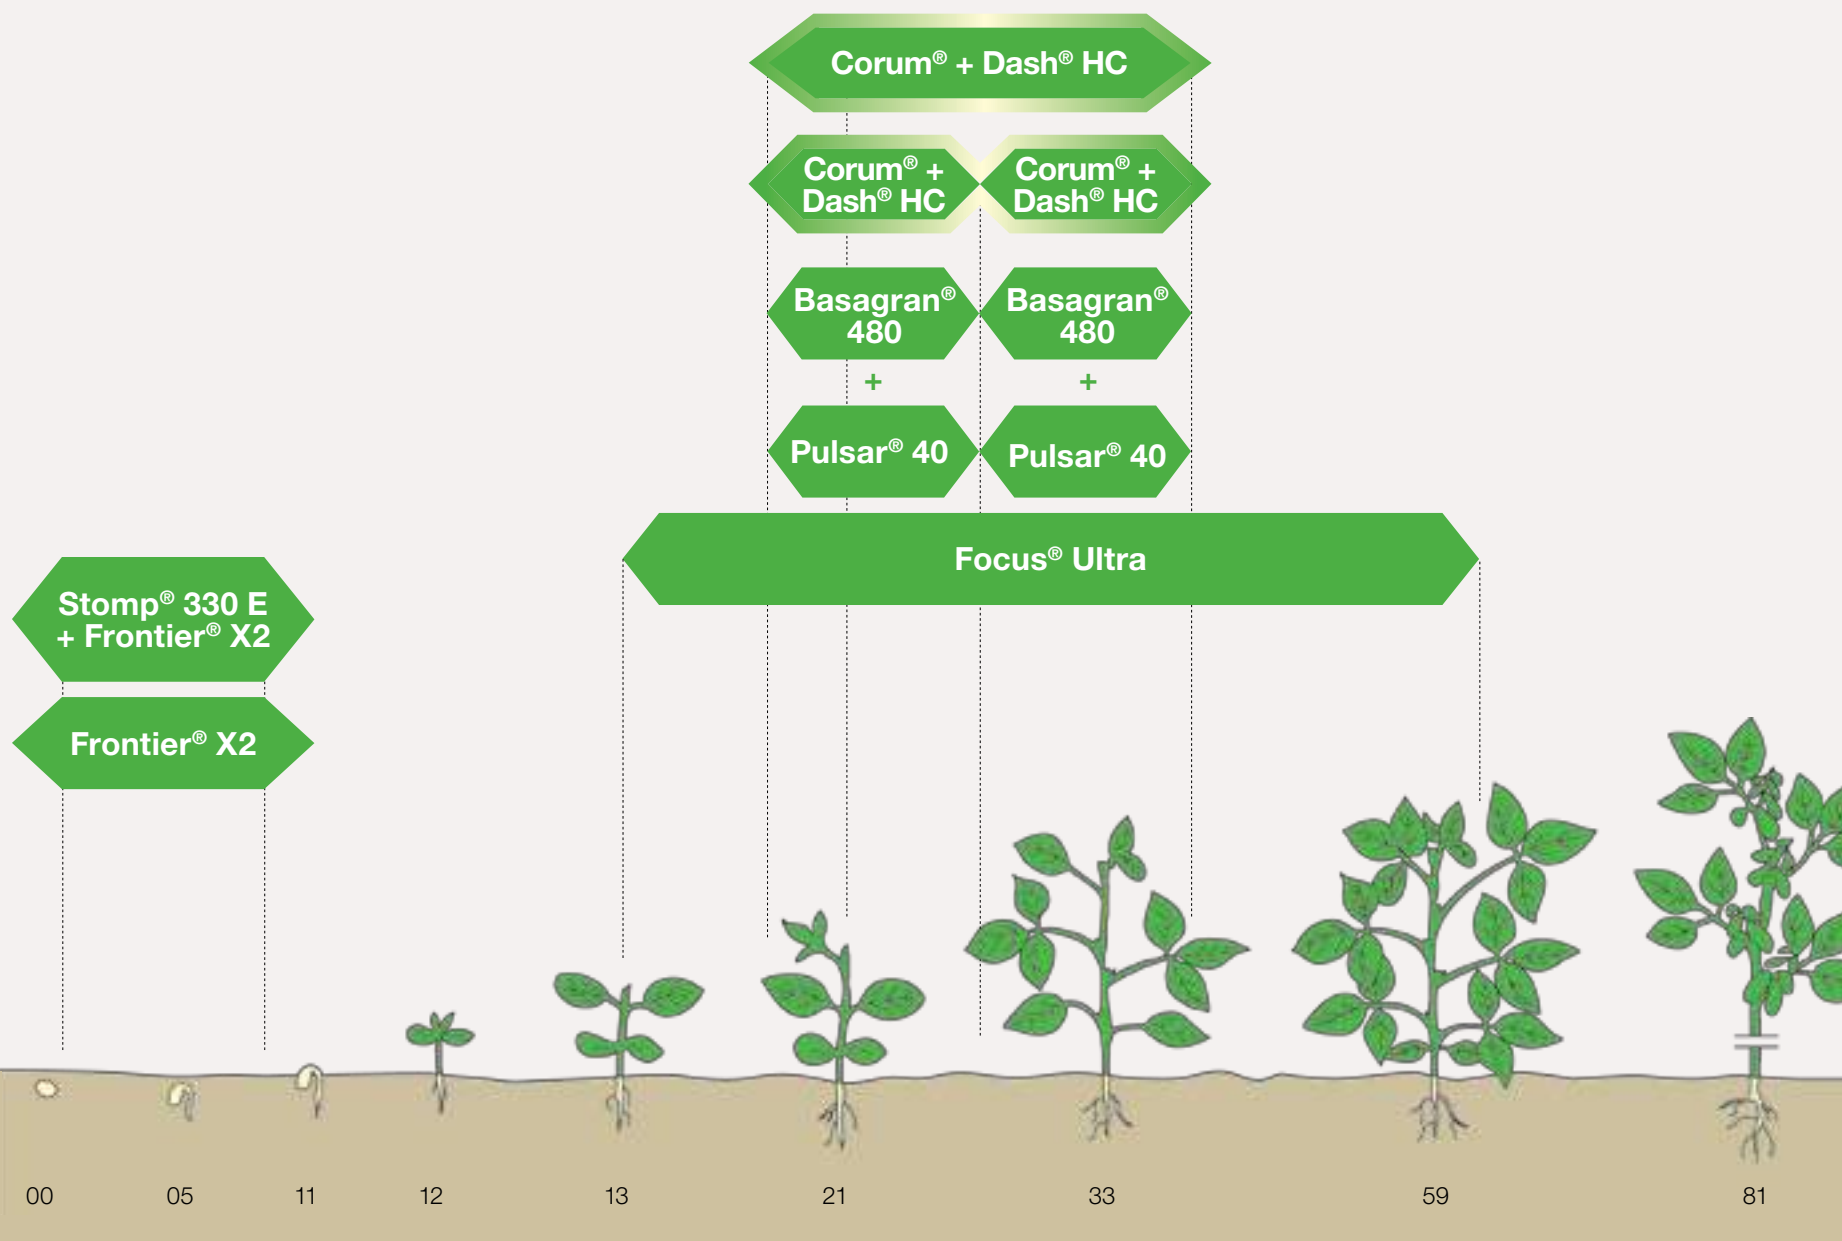 Corum® + Dash® HC
Corum® +
Dash® HC
Corum® +
Dash® HC
Basagran®
480
Basagran®
480
+
+
Pulsar® 40
Pulsar® 40
Focus® Ultra
Stomp® 330 E
+ Frontier® X2
Frontier® X2
00 05 11 12 13 21 33 59 81